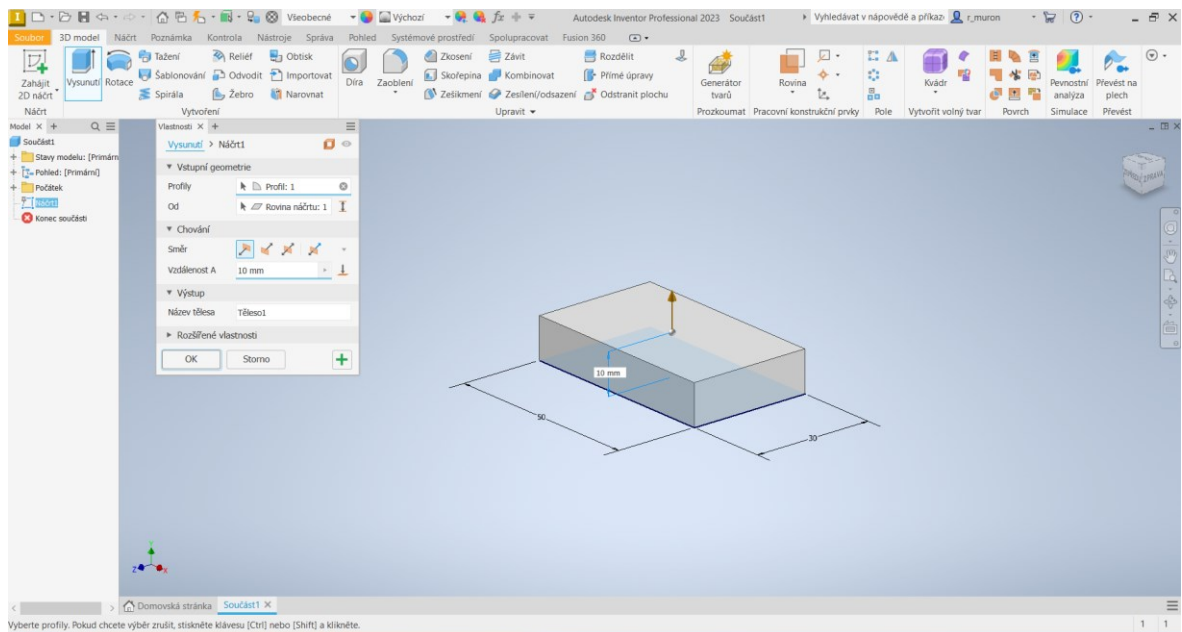 Všeobecné Výchozí Autodesk Inventor Professional 2023 Součást1 Vyhledávat v nápovědě a příkaz r_muron
Soubor 3D model Náčrt Poznámka Kontrola Nástroje Správa Pohled Systémové prostředí Spolupracovat Fusion 360
Zahájit 2D náčrt
Vysunutí
Rotace
Tažení
Šablonování
Spirála
Reliéf
Odvodit
Žebro
Obtisk
Importovat
Narovnat
Díra
Zaoblení
Zkosení
Skořepina
Zešikmení
Závit
Kombinovat
Zesílení/odsazení
Rozdělit
Přímé úpravy
Odstranit plochu
Generátor tvarů
Rovina
Kvádr
Pevnostní analýza
Převést na plech
Náčrt Vytvoření Upravit Prozkoumat Pracovní konstrukční prvky Pole Vytvořit volný tvar Povrch Simulace Převést
Model
Součást1
Stavy modelu: [Primárn
Pohled: [Primární]
Počátek
Náčrt1
Konec součásti
Vlastnosti
Vysunutí > Náčrt1
Vstupní geometrie
Profily Profil: 1
Od Rovina náčrtu: 1
Chování
Směr
Vzdálenost A 10 mm
Výstup
Název tělesa Těleso1
Rozšířené vlastnosti
OK Storno
ZPRAVA
10 mm
50
30
Y
Z
X
Domovská stránka Součást1
Vyberte profily. Pokud chcete výběr zrušit, stiskněte klávesu [Ctrl] nebo [Shift] a klikněte. 1 1